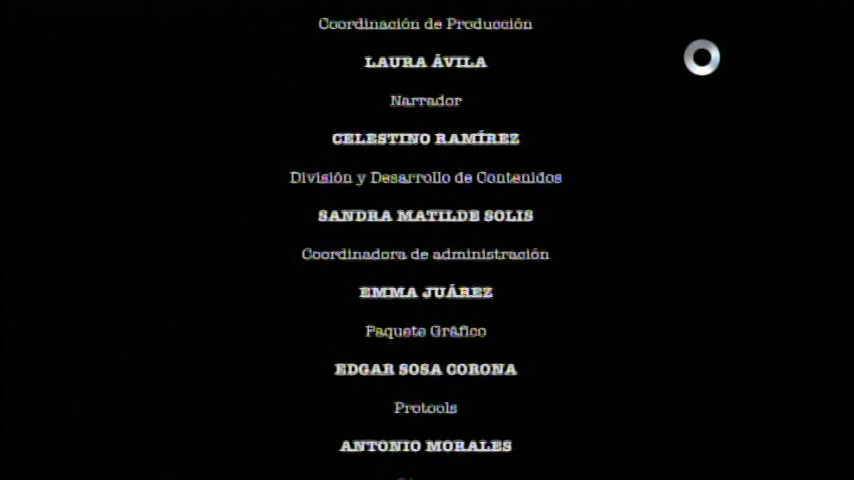 Coordinación de Producción
LAURA ÁVILA
Narrador
CELESTINO RAMÍREZ
División y Desarrollo de Contenidos
SANDRA MATILDE SOLIS
Coordinadora de administración
EMMA JUÁREZ
Paquete Gráfico
EDGAR SOSA CORONA
Protools
ANTONIO MORALES